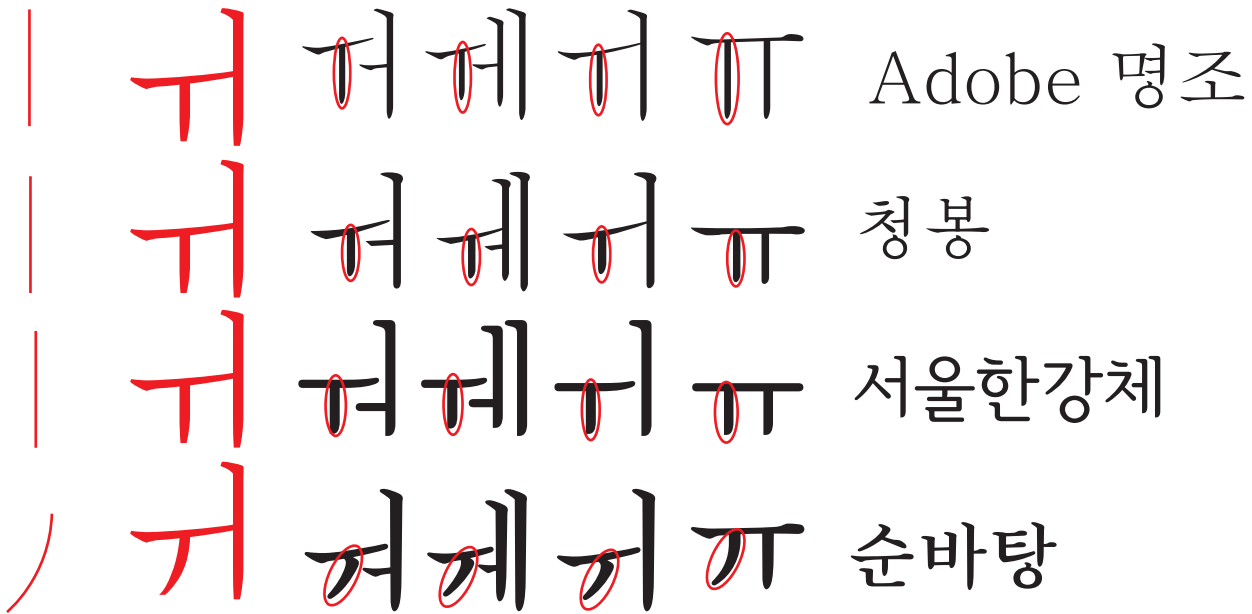 ㅟ ㅝ ㅞ ㅟ ㅠ Adobe 명조
ㅟ ㅝ ㅞ ㅟ ㅠ 청봉
ㅟ ㅝ ㅞ ㅟ ㅠ 서울한강체
ㅟ ㅝ ㅞ ㅟ ㅠ 순바탕